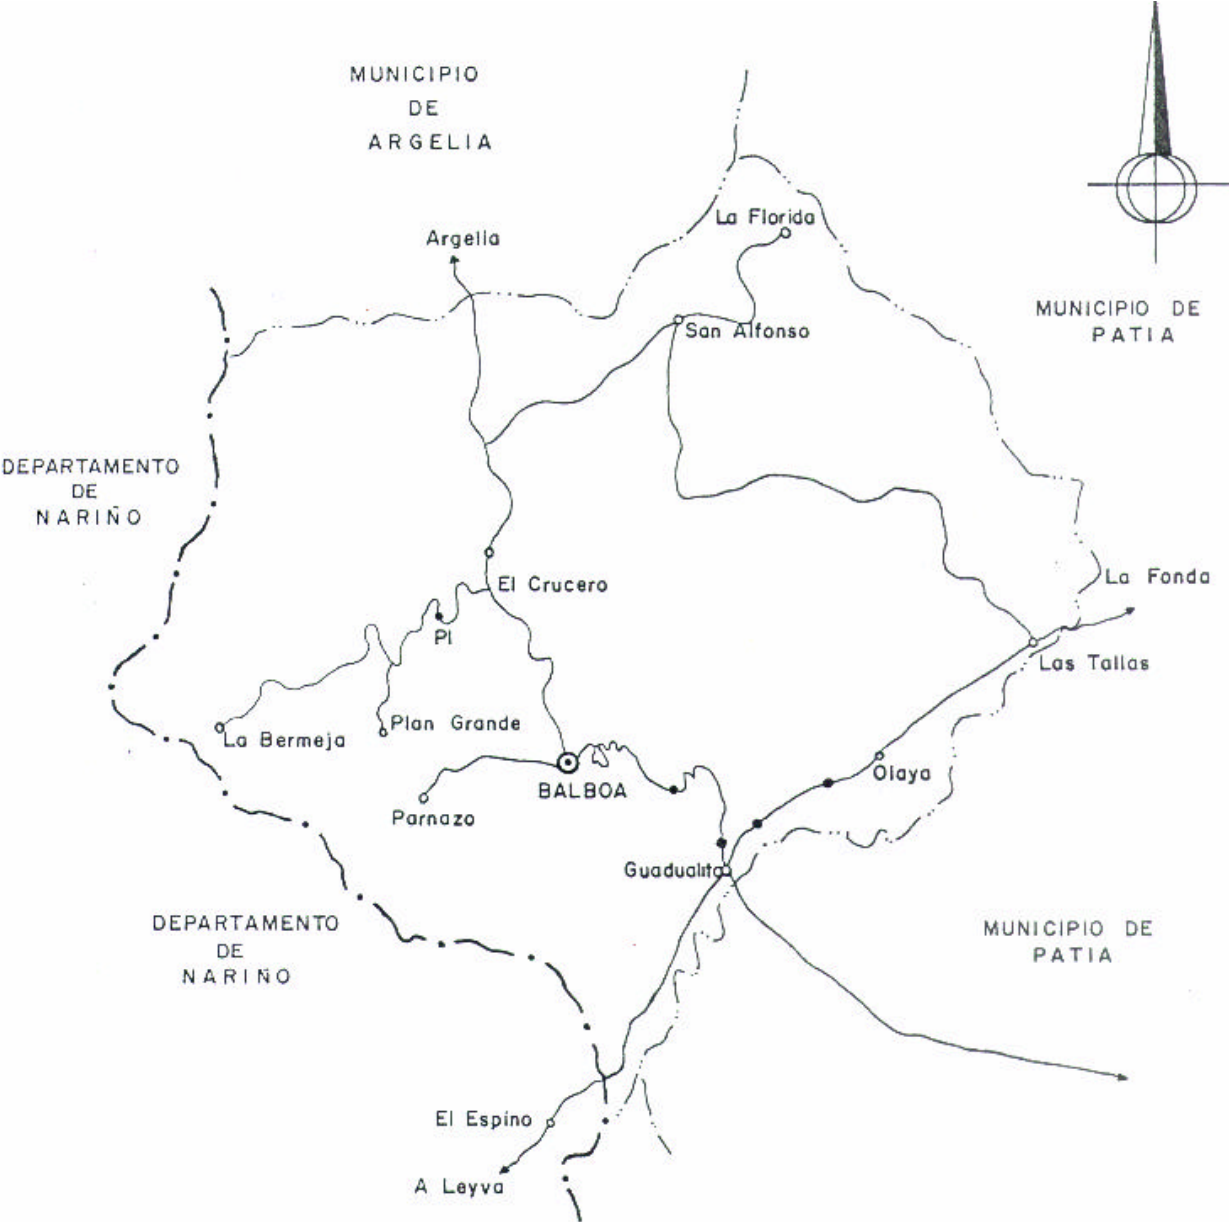 MUNICIPIO
DE
ARGELIA
La Florida
Argelia
MUNICIPIO DE
PATIA
San Alfonso
DEPARTAMENTO
DE
NARIÑO
La Fonda
El Crucero
PI
Las Tallas
Plan Grande
La Bermeja
Olaya
BALBOA
Parnazo
Guadualito
DEPARTAMENTO
DE
NARIÑO
MUNICIPIO DE
PATIA
El Espino
A Leyva